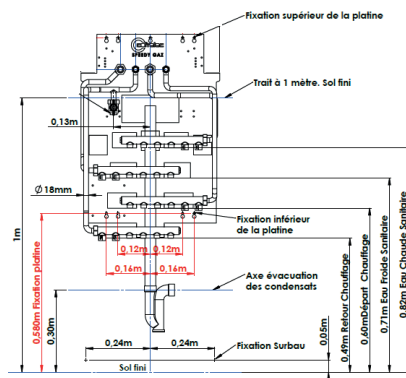 Fixation supérieur de la platine
SPEEDY GAZ
Trait à 1 mètre. Sol fini
0,13m
Ø 18mm
1m
0,580m Fixation platine
0,30m
Fixation inférieur
de la platine
0,12m
0,12m
0,16m
0,16m
Axe évacuation
des condensats
0,24m
0,24m
Fixation Surbau
Sol fini
0,05m
0,49m Retour Chauffage
0,60mDépart Chauffage
0,71m Eau Froide Sanitaire
0,82m Eau Chaude Sanitaire